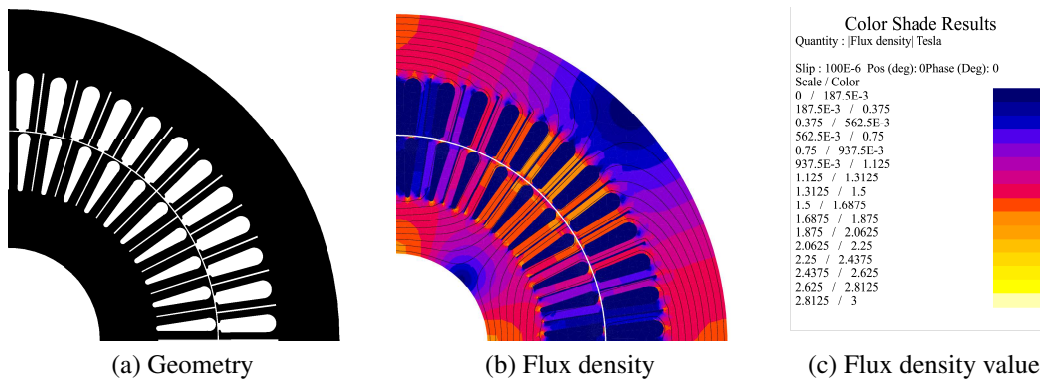 Color Shade Results
Quantity : |Flux density| Tesla
Slip : 100E-6 Pos (deg): 0Phase (Deg): 0
Scale / Color
0 / 187.5E-3
187.5E-3 / 0.375
0.375 / 562.5E-3
562.5E-3 / 0.75
0.75 / 937.5E-3
937.5E-3 / 1.125
1.125 / 1.3125
1.3125 / 1.5
1.5 / 1.6875
1.6875 / 1.875
1.875 / 2.0625
2.0625 / 2.25
2.25 / 2.4375
2.4375 / 2.625
2.625 / 2.8125
2.8125 / 3
(a) Geometry
(b) Flux density
(c) Flux density value